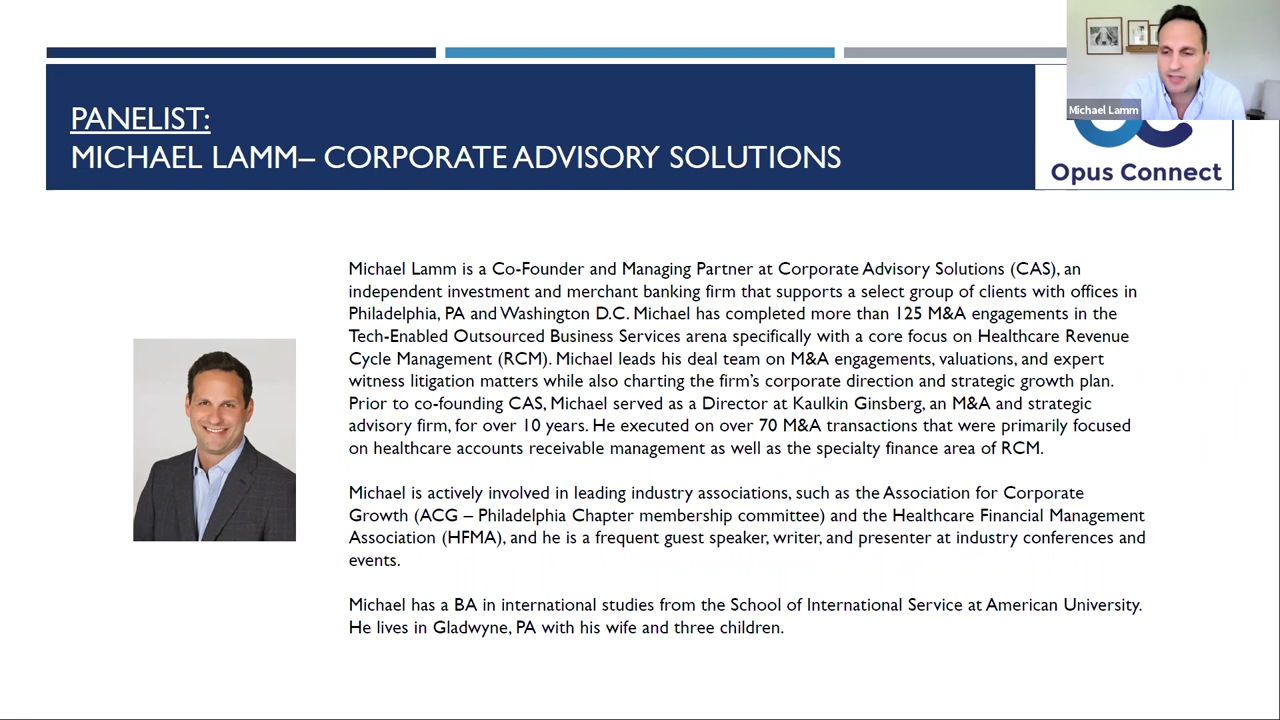 PANELIST:
MICHAEL LAMM– CORPORATE ADVISORY SOLUTIONS
Michael Lamm
Opus Connect
Michael Lamm is a Co-Founder and Managing Partner at Corporate Advisory Solutions (CAS), an
independent investment and merchant banking firm that supports a select group of clients with offices in
Philadelphia, PA and Washington D.C. Michael has completed more than 125 M&A engagements in the
Tech-Enabled Outsourced Business Services arena specifically with a core focus on Healthcare Revenue
Cycle Management (RCM). Michael leads his deal team on M&A engagements, valuations, and expert
witness litigation matters while also charting the firm's corporate direction and strategic growth plan.
Prior to co-founding CAS, Michael served as a Director at Kaulkin Ginsberg, an M&A and strategic
advisory firm, for over 10 years. He executed on over 70 M&A transactions that were primarily focused
on healthcare accounts receivable management as well as the specialty finance area of RCM.
Michael is actively involved in leading industry associations, such as the Association for Corporate
Growth (ACG – Philadelphia Chapter membership committee) and the Healthcare Financial Management
Association (HFMA), and he is a frequent guest speaker, writer, and presenter at industry conferences and
events.
Michael has a BA in international studies from the School of International Service at American University.
He lives in Gladwyne, PA with his wife and three children.